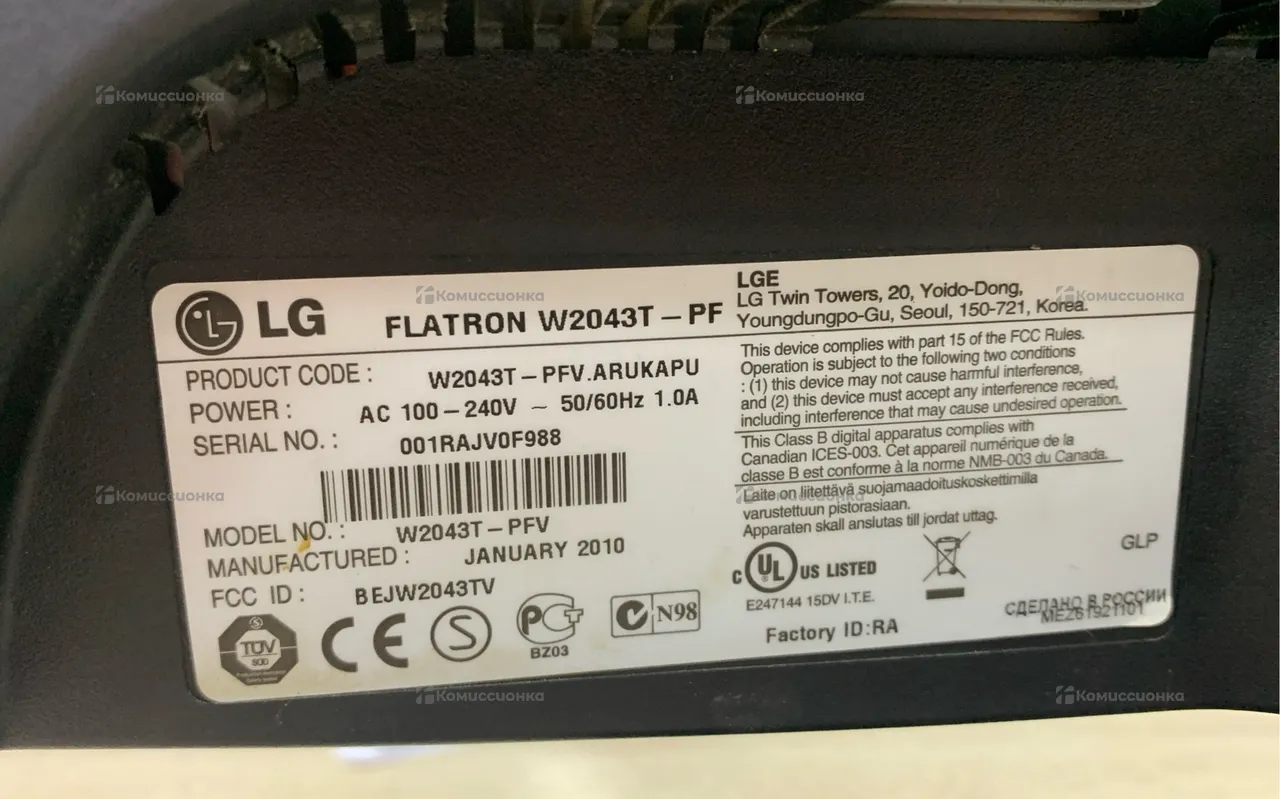 LG
FLATRON W2043T – PF
LGE
LG Twin Towers, 20, Yoido-Dong,
Youngdungpo-Gu, Seoul, 150-721, Korea.
PRODUCT CODE : W2043T – PFV.ARUKAPU
POWER : AC 100 – 240V ~ 50/60Hz 1.0A
SERIAL NO. : 001RAJV0F988
MODEL NO. : W2043T – PFV
MANUFACTURED : JANUARY 2010
FCC ID : BEJW2043TV
TÜV
SÜD
CE
S
PCT
BZ03
N98
This device complies with part 15 of the FCC Rules.
Operation is subject to the following two conditions
: (1) this device may not cause harmful interference,
and (2) this device must accept any interference received,
including interference that may cause undesired operation.
This Class B digital apparatus complies with
Canadian ICES-003. Cet appareil numérique de la
classe B est conforme à la norme NMB-003 du Canada.
Laite on liitettävä suojamaadoituskoskettimilla
varustettuun pistorasiaan.
Apparaten skall anslutas till jordat uttag.
C UL US LISTED
E247144 15DV I.T.E.
Factory ID:RA
GLP
СДЕЛАНО В РОССИИ
MEZ61921101
Комиссионка
Комиссионка
Комиссионка
Комиссионка
Комиссионка
Комиссионка
Комиссионка
Комиссионка